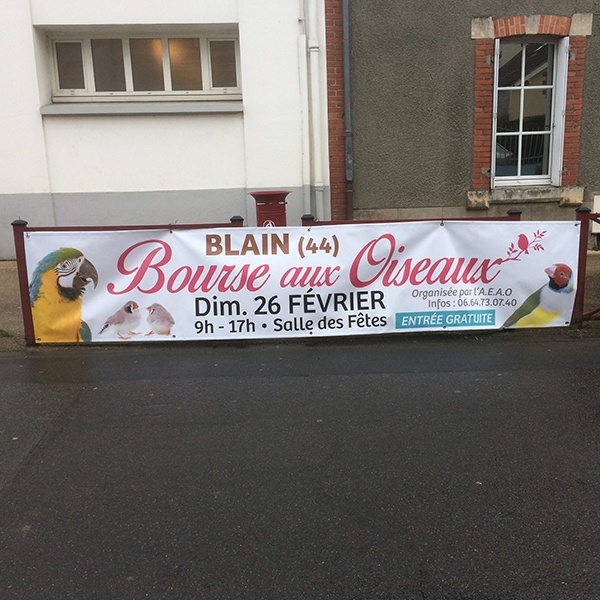 BLAIN (44)
Bourse aux Oiseaux
Dim. 26 FÉVRIER
9h - 17h • Salle des Fêtes
Organisée par l'A.E.A.O
Infos : 06.64.73.07.40
ENTRÉE GRATUITE